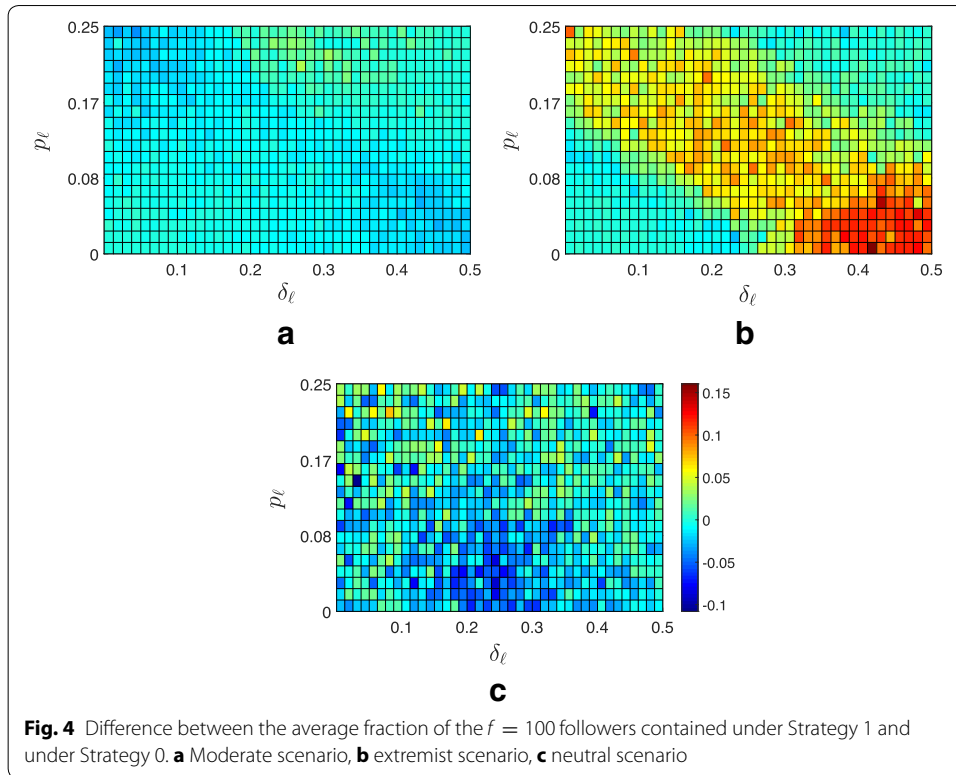 0.25
0.17
0.08
0
pℓ
0.1 0.2 0.3 0.4 0.5
δℓ
a
0.25
0.17
0.08
0
pℓ
0.1 0.2 0.3 0.4 0.5
δℓ
b
0.25
0.17
0.08
0
pℓ
0.1 0.2 0.3 0.4 0.5
δℓ
0.15
0.1
0.05
0
-0.05
-0.1
c
Fig. 4 Difference between the average fraction of the f = 100 followers contained under Strategy 1 and
under Strategy 0. a Moderate scenario, b extremist scenario, c neutral scenario